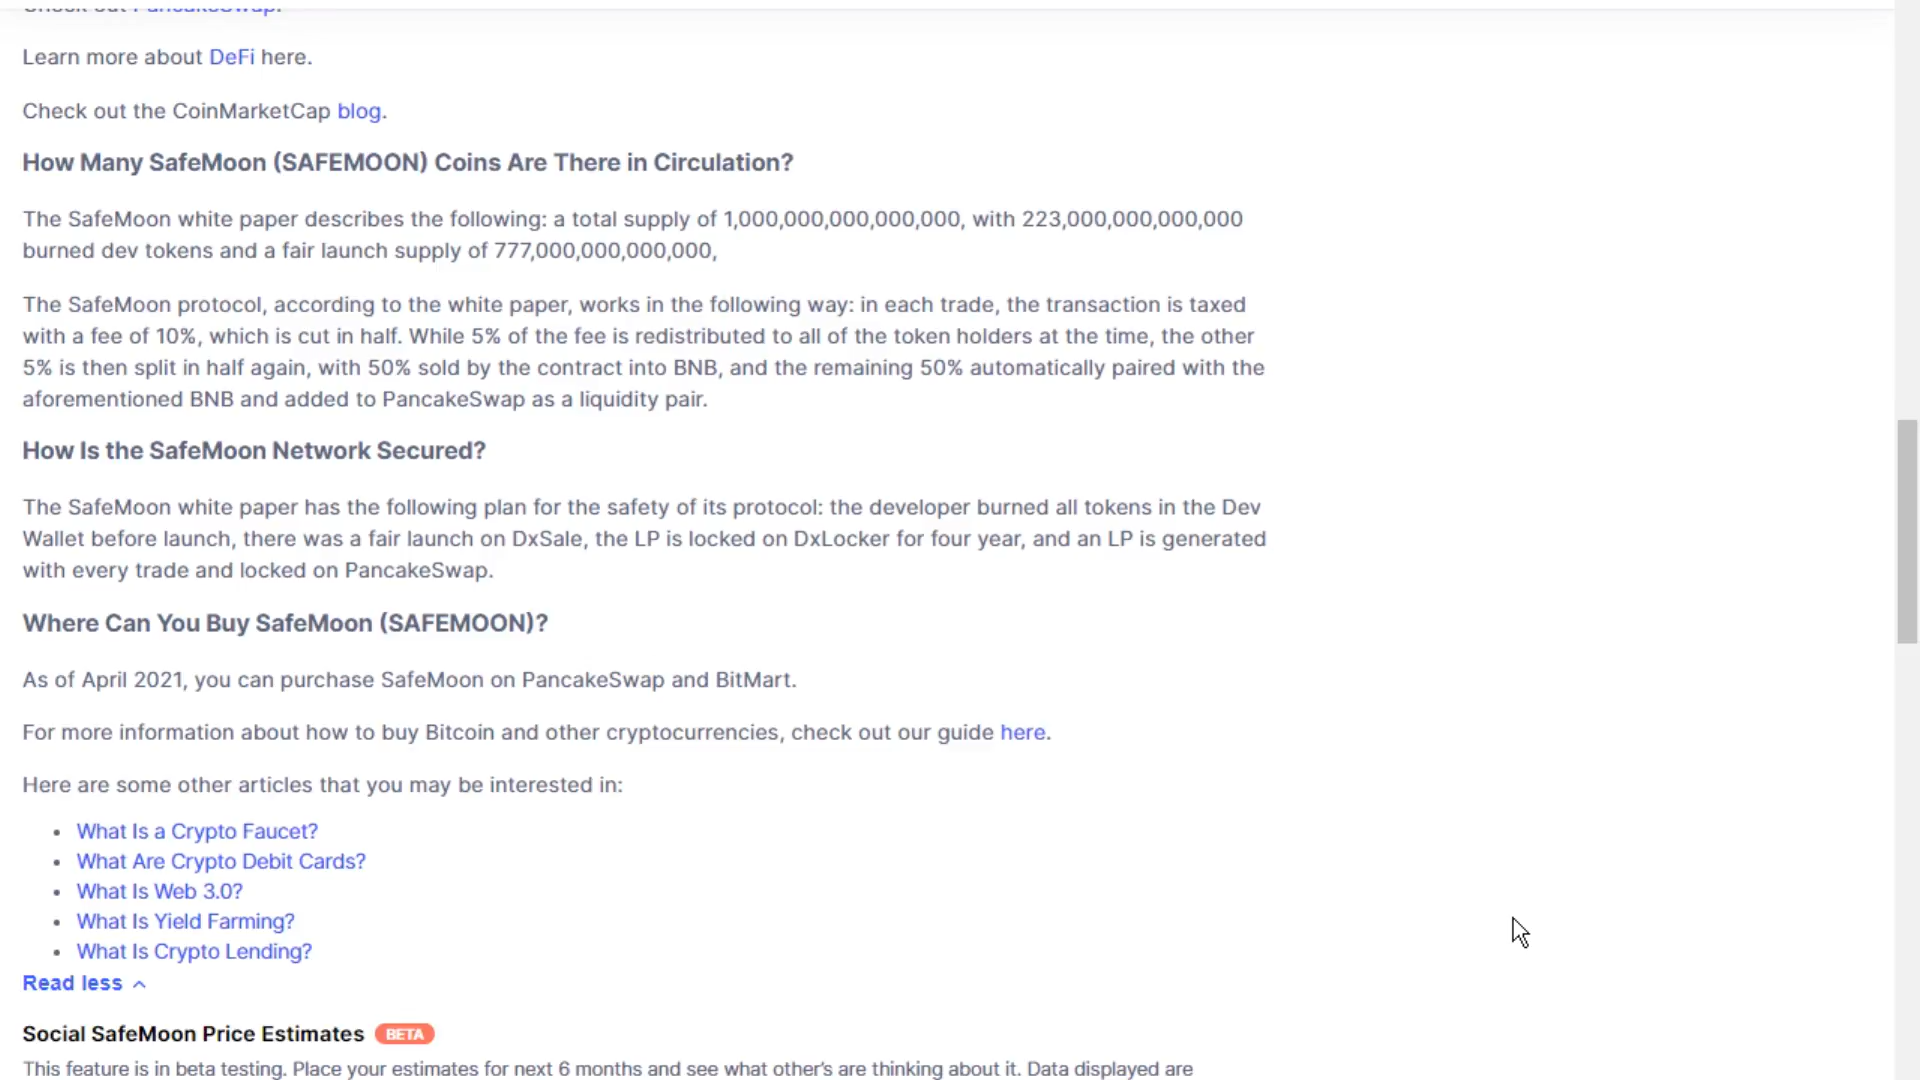 Check out PancakeSwap.
Learn more about DeFi here.
Check out the CoinMarketCap blog.
How Many SafeMoon (SAFEMOON) Coins Are There in Circulation?
The SafeMoon white paper describes the following: a total supply of 1,000,000,000,000,000, with 223,000,000,000,000
burned dev tokens and a fair launch supply of 777,000,000,000,000,
The SafeMoon protocol, according to the white paper, works in the following way: in each trade, the transaction is taxed
with a fee of 10%, which is cut in half. While 5% of the fee is redistributed to all of the token holders at the time, the other
5% is then split in half again, with 50% sold by the contract into BNB, and the remaining 50% automatically paired with the
aforementioned BNB and added to PancakeSwap as a liquidity pair.
How Is the SafeMoon Network Secured?
The SafeMoon white paper has the following plan for the safety of its protocol: the developer burned all tokens in the Dev
Wallet before launch, there was a fair launch on DxSale, the LP is locked on DxLocker for four year, and an LP is generated
with every trade and locked on PancakeSwap.
Where Can You Buy SafeMoon (SAFEMOON)?
As of April 2021, you can purchase SafeMoon on PancakeSwap and BitMart.
For more information about how to buy Bitcoin and other cryptocurrencies, check out our guide here.
Here are some other articles that you may be interested in:
• What Is a Crypto Faucet?
• What Are Crypto Debit Cards?
• What Is Web 3.0?
• What Is Yield Farming?
• What Is Crypto Lending?
Read less
Social SafeMoon Price Estimates BETA
This feature is in beta testing. Place your estimates for next 6 months and see what other's are thinking about it. Data displayed are